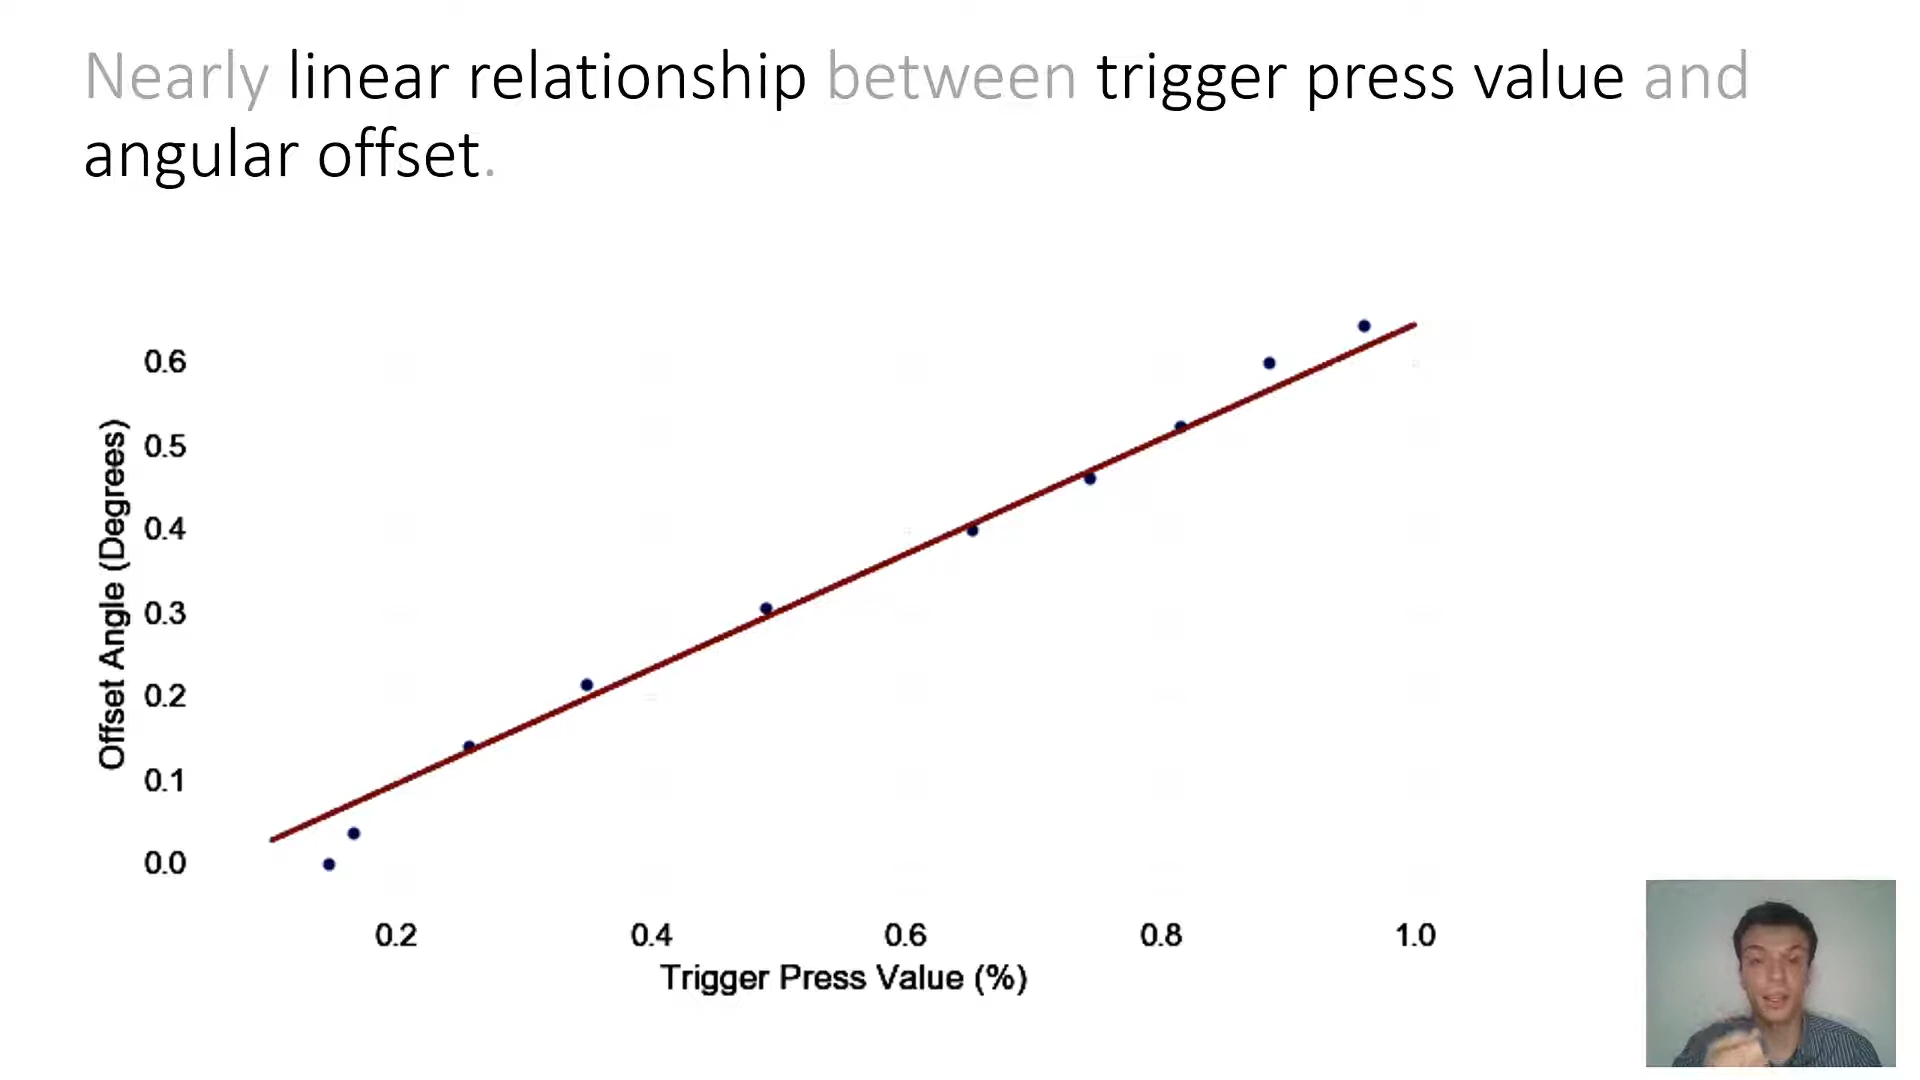 Nearly linear relationship between trigger press value and
angular offset.
0.6
0.5
0.4
0.3
0.2
0.1
0.0
Offset Angle (Degrees)
0.2 0.4 0.6 0.8 1.0
Trigger Press Value (%)